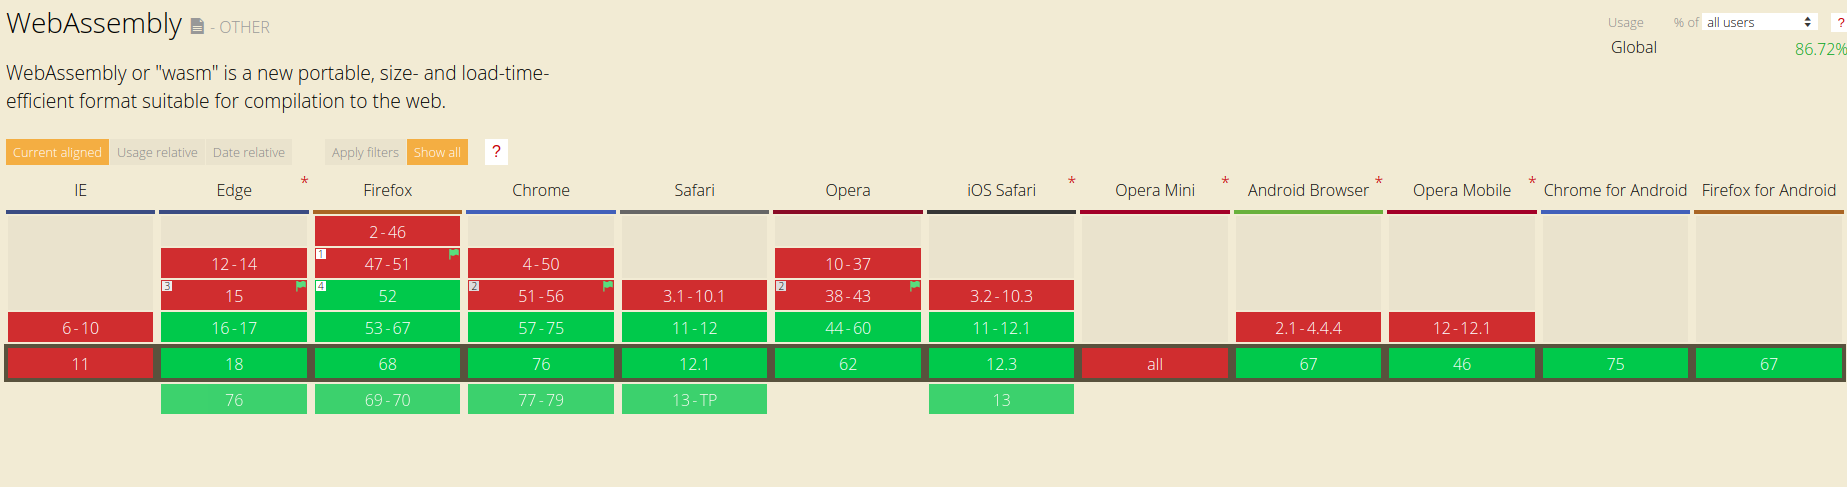 WebAssembly - OTHER
Usage % of all users ?
Global 86.72%
WebAssembly or "wasm" is a new portable, size- and load-time-
efficient format suitable for compilation to the web.
Current aligned Usage relative Date relative Apply filters Show all ?
IE Edge * Firefox Chrome Safari Opera iOS Safari * Opera Mini * Android Browser * Opera Mobile * Chrome for Android Firefox for Android
2-46
12-14 1 47-51 4-50 10-37
3 15 4 52 2 51-56 3.1-10.1 2 38-43 3.2-10.3
6-10 16-17 53-67 57-75 11-12 44-60 11-12.1 2.1-4.4.4 12-12.1
11 18 68 76 12.1 62 12.3 all 67 46 75 67
76 69-70 77-79 13-TP 13